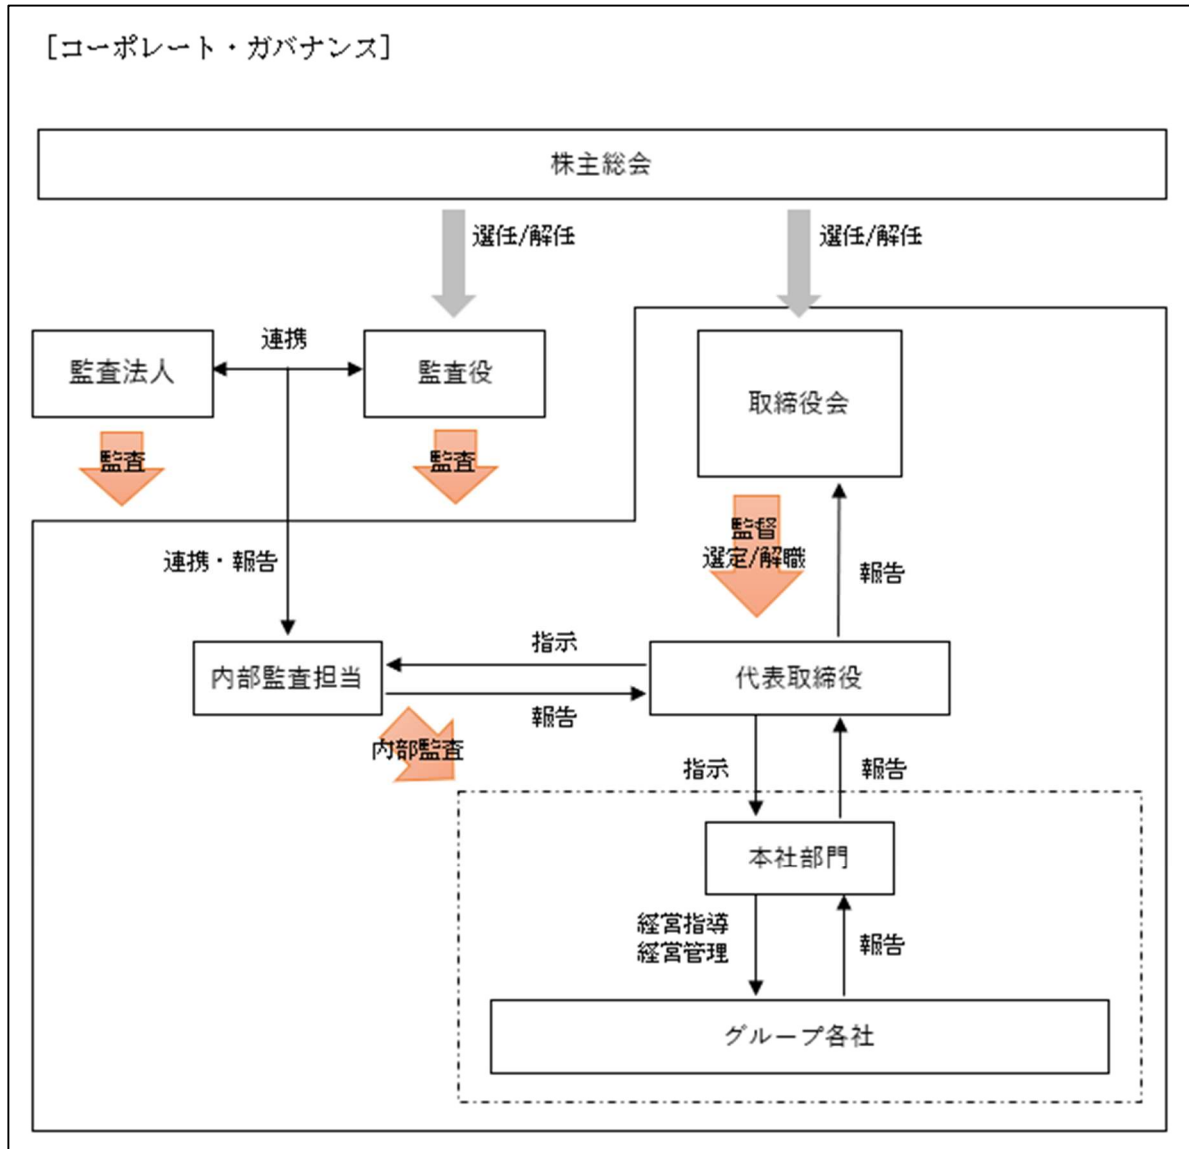 ［コーポレート・ガバナンス］
株主総会
選任/解任
選任/解任
監査法人
連携
監査役
取締役会
監査
監査
監督
選定/解職
連携・報告
報告
内部監査担当
指示
代表取締役
報告
内部監査
指示
報告
本社部門
経営指導
経営管理
報告
グループ各社